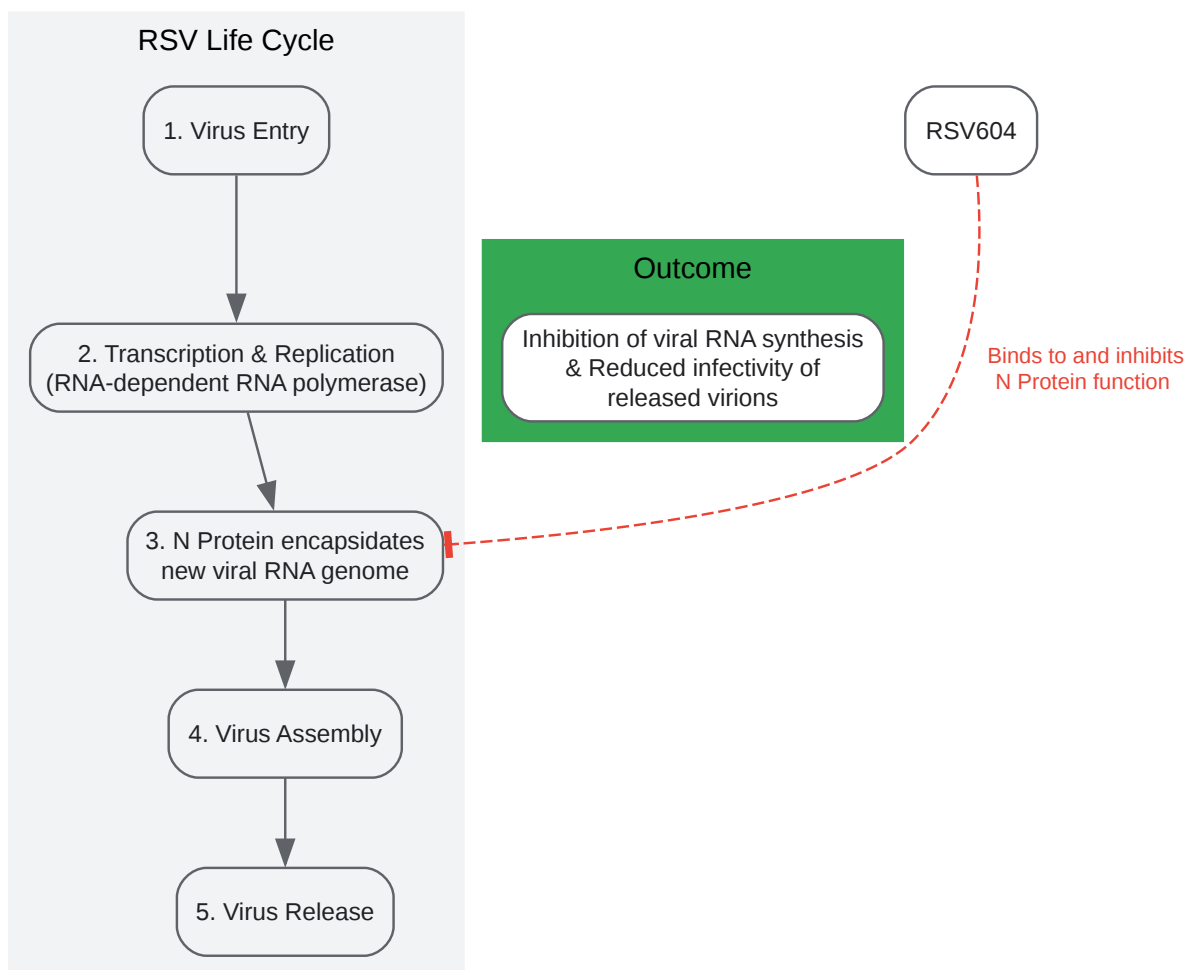 RSV Life Cycle
1. Virus Entry
2. Transcription & Replication
(RNA-dependent RNA polymerase)
3. N Protein encapsidates
new viral RNA genome
4. Virus Assembly
5. Virus Release
Outcome
Inhibition of viral RNA synthesis
& Reduced infectivity of
released virions
RSV604
Binds to and inhibits
N Protein function